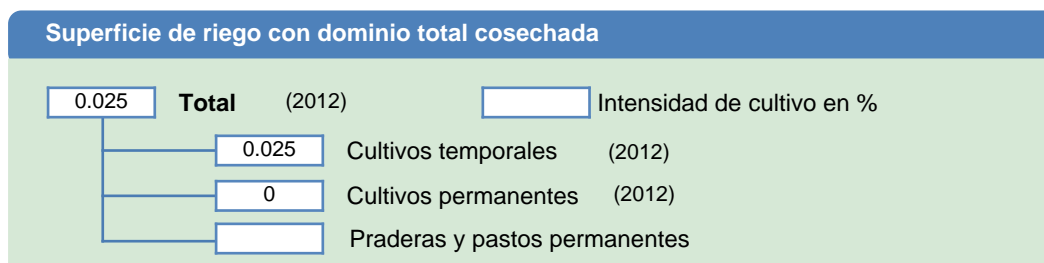 Superficie de riego con dominio total cosechada
0.025 Total (2012) Intensidad de cultivo en %
0.025 Cultivos temporales (2012)
0 Cultivos permanentes (2012)
Praderas y pastos permanentes